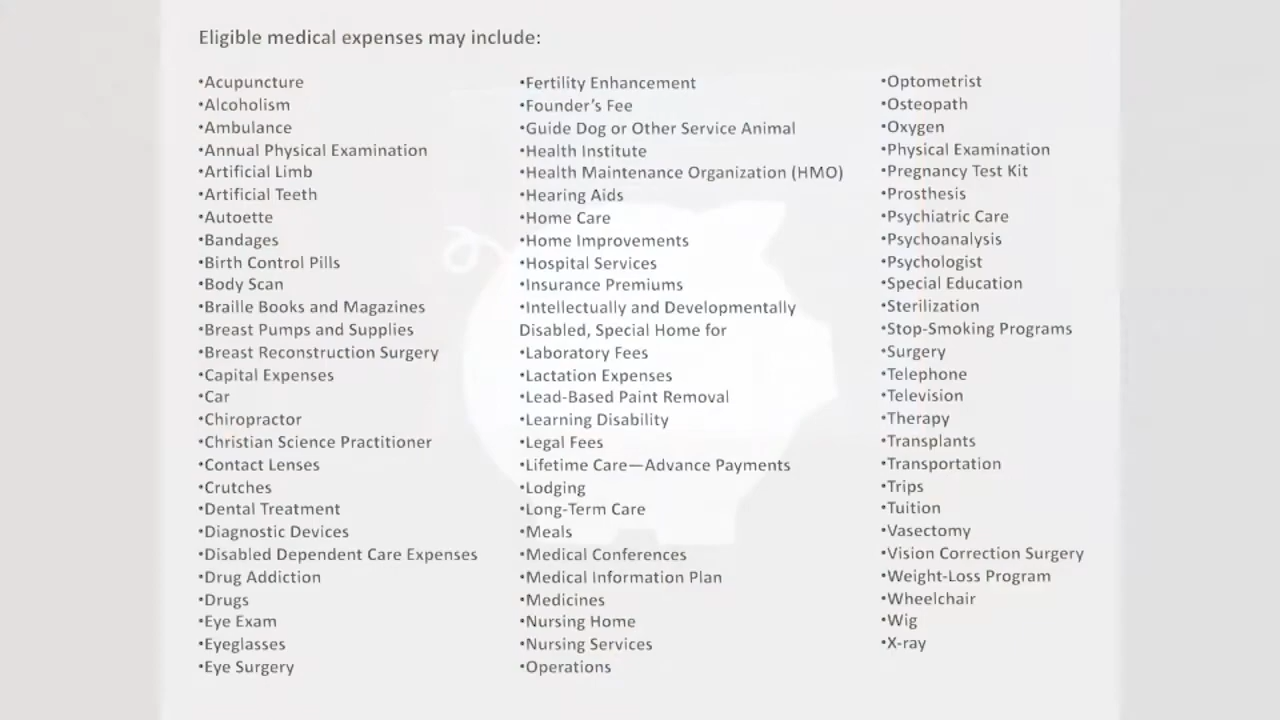 Eligible medical expenses may include:
•Acupuncture
•Alcoholism
•Ambulance
•Annual Physical Examination
•Artificial Limb
•Artificial Teeth
•Autoette
•Bandages
•Birth Control Pills
•Body Scan
•Braille Books and Magazines
•Breast Pumps and Supplies
•Breast Reconstruction Surgery
•Capital Expenses
•Car
•Chiropractor
•Christian Science Practitioner
•Contact Lenses
•Crutches
•Dental Treatment
•Diagnostic Devices
•Disabled Dependent Care Expenses
•Drug Addiction
•Drugs
•Eye Exam
•Eyeglasses
•Eye Surgery
•Fertility Enhancement
•Founder’s Fee
•Guide Dog or Other Service Animal
•Health Institute
•Health Maintenance Organization (HMO)
•Hearing Aids
•Home Care
•Home Improvements
•Hospital Services
•Insurance Premiums
•Intellectually and Developmentally
Disabled, Special Home for
•Laboratory Fees
•Lactation Expenses
•Lead-Based Paint Removal
•Learning Disability
•Legal Fees
•Lifetime Care—Advance Payments
•Lodging
•Long-Term Care
•Meals
•Medical Conferences
•Medical Information Plan
•Medicines
•Nursing Home
•Nursing Services
•Operations
•Optometrist
•Osteopath
•Oxygen
•Physical Examination
•Pregnancy Test Kit
•Prosthesis
•Psychiatric Care
•Psychoanalysis
•Psychologist
•Special Education
•Sterilization
•Stop-Smoking Programs
•Surgery
•Telephone
•Television
•Therapy
•Transplants
•Transportation
•Trips
•Tuition
•Vasectomy
•Vision Correction Surgery
•Weight-Loss Program
•Wheelchair
•Wig
•X-ray